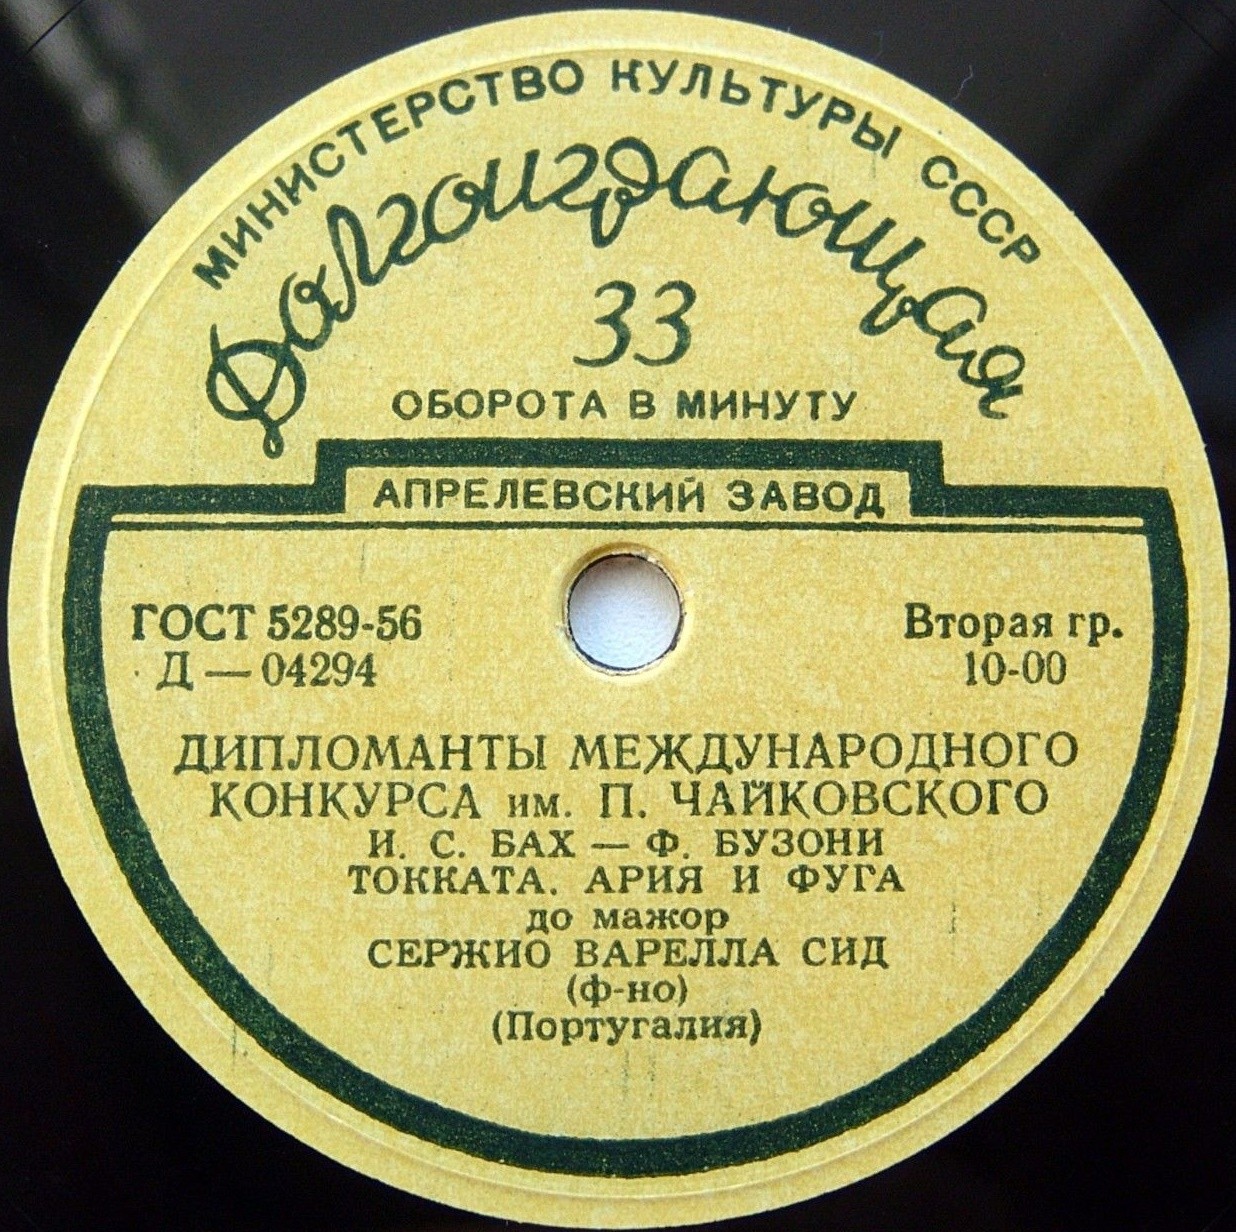 МИНИСТЕРСТВО КУЛЬТУРЫ СССР
Долгоиграющая
33
ОБОРОТА В МИНУТУ
АПРЕЛЕВСКИЙ ЗАВОД
ГОСТ 5289-56
Вторая гр.
Д — 04294
10-00
ДИПЛОМАНТЫ МЕЖДУНАРОДНОГО
КОНКУРСА им. П. ЧАЙКОВСКОГО
И. С. БАХ — Ф. БУЗОНИ
ТОККАТА. АРИЯ И ФУГА
до мажор
СЕРЖИО ВАРЕЛЛА СИД
(ф-но)
(Португалия)